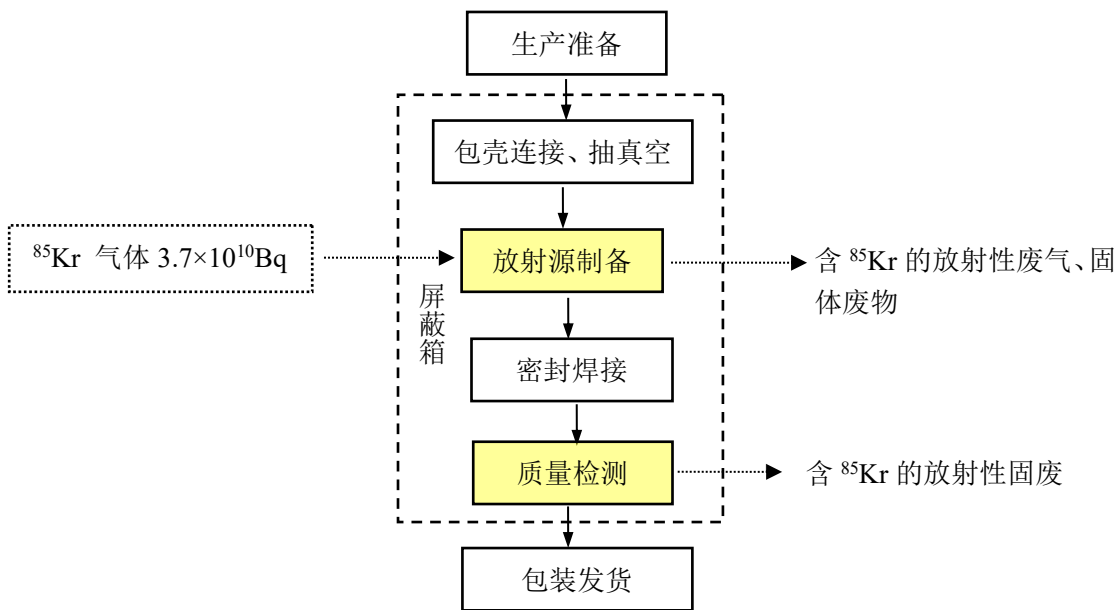 生产准备
包壳连接、抽真空
⁸⁵Kr 气体 3.7×10¹⁰Bq
放射源制备
含 ⁸⁵Kr 的放射性废气、固
体废物
屏蔽箱
密封焊接
质量检测
含 ⁸⁵Kr 的放射性固废
包装发货